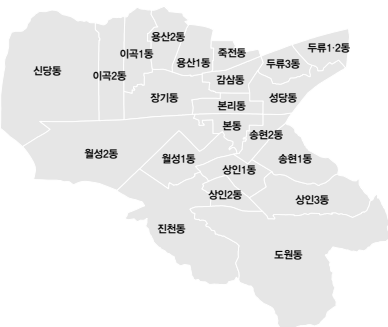 용산2동
이곡1동
죽전동
두류1·2동
용산1동
두류3동
신당동
이곡2동
감삼동
장기동
성당동
본리동
본동
송현2동
월성2동
월성1동
송현1동
상인1동
상인2동
상인3동
진천동
도원동